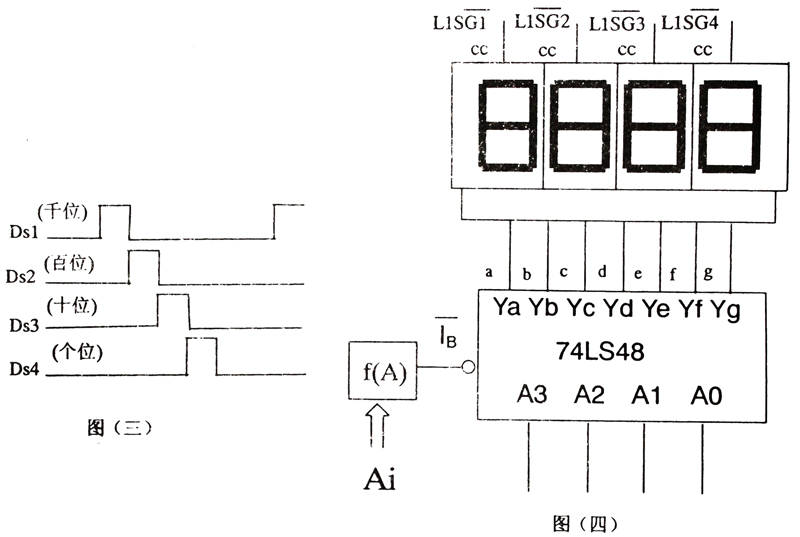 (千位)
Ds1
(百位)
Ds2
(十位)
Ds3
(个位)
Ds4
图（三）
L1SG1 L1SG2 L1SG3 L1SG4
cc cc cc cc
a b c d e f g
Ya Yb Yc Yd Ye Yf Yg
I_B
74LS48
f(A)
A3 A2 A1 A0
Ai
图（四）